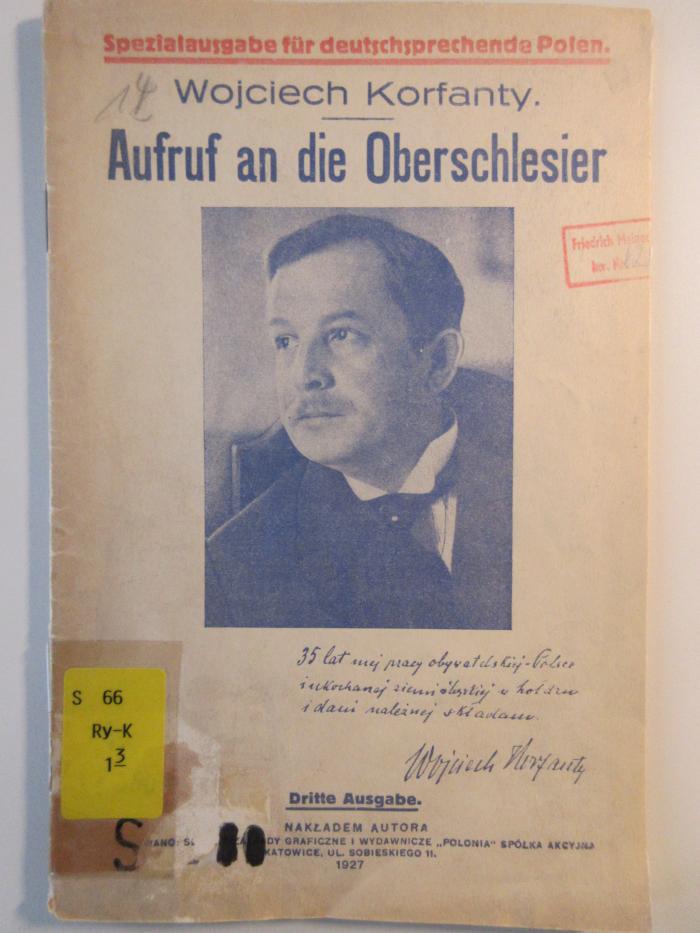 Spezialausgabe für deutschsprechende Polen.
14
Wojciech Korfanty.
Aufruf an die Oberschlesier
Friedrich
Inv.
35 lat mej pracy obywatelskiej - Polsce
i ukochanej ziemi śląskiej w hołdzie
i dani należnej składam.
Wojciech Korfanty
S 66
Ry-K
1 3
Dritte Ausgabe.
NAKŁADEM AUTORA
GRAFICZNE I WYDAWNICZE „POLONIA" SPÓŁKA AKCYJNA
KATOWICE, UL. SOBIESKIEGO 11.
S
1927